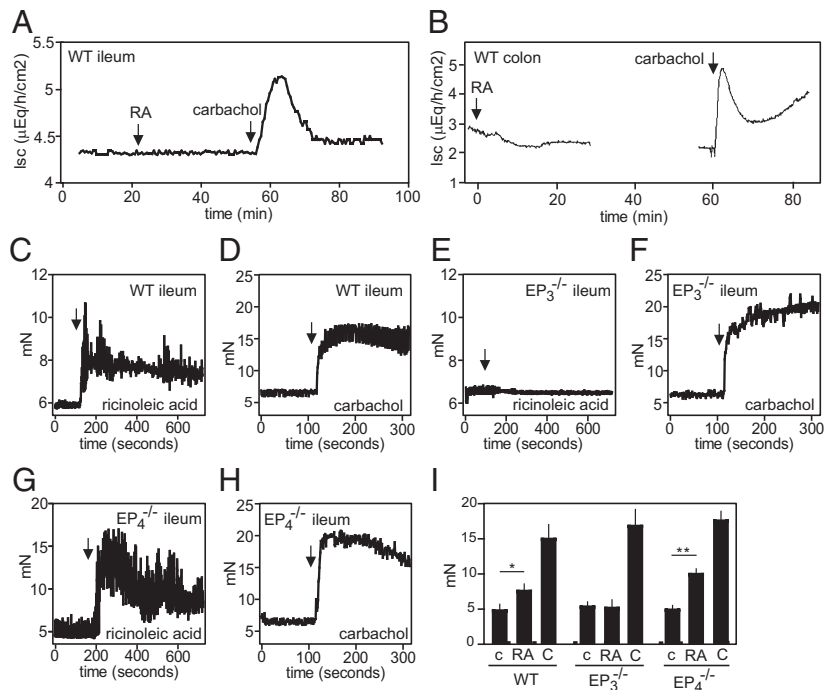 A
WT ileum
RA
carbachol
Isc (µEq/h/cm2)
5.5
5
4.5
4
0 20 40 60 80 100
time (min)
B
WT colon
carbachol
RA
Isc (µEq/h/cm2)
6
5
4
3
2
1
0 20 40 60 80
time (min)
C
WT ileum
mN
12
10
8
6
ricinoleic acid
0 200 400 600
time (seconds)
D
WT ileum
mN
25
20
15
10
5
carbachol
0 100 200 300
time (seconds)
E
EP3-/- ileum
mN
12
10
8
6
ricinoleic acid
0 200 400 600
time (seconds)
F
EP3-/- ileum
mN
25
20
15
10
5
carbachol
0 100 200 300
time (seconds)
G
EP4-/- ileum
mN
20
15
10
5
ricinoleic acid
0 200 400 600
time (seconds)
H
EP4-/- ileum
mN
25
20
15
10
5
carbachol
0 100 200 300
time (seconds)
I
mN
20
15
10
5
0
* **
c RA C c RA C c RA C
WT EP3-/- EP4-/-